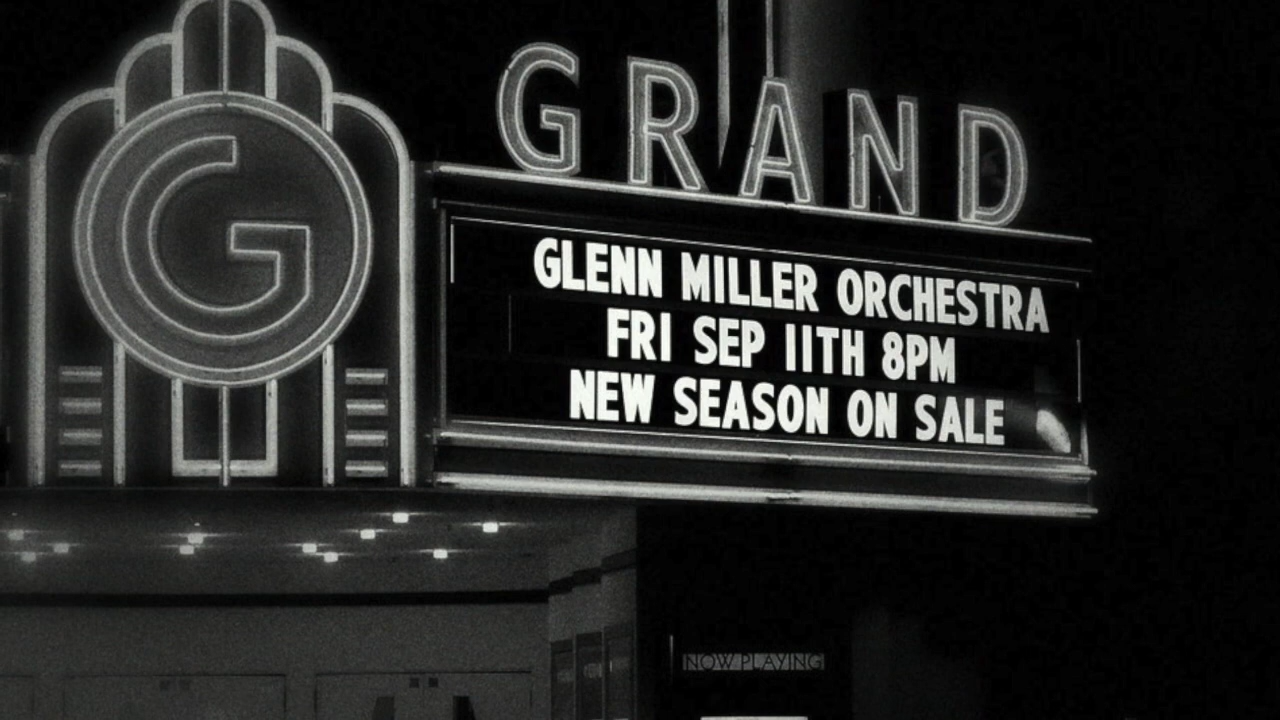 G
GRAND
GLENN MILLER ORCHESTRA
FRI SEP 11TH 8PM
NEW SEASON ON SALE
NOW PLAYING